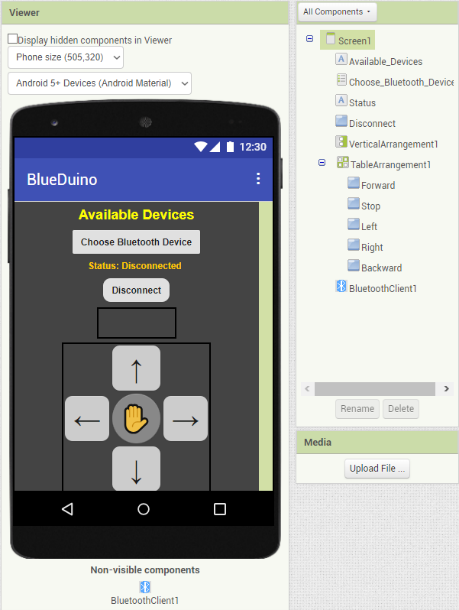 Viewer
Display hidden components in Viewer
Phone size (505,320)
Android 5+ Devices (Android Material)
12:30
BlueDuino
Available Devices
Choose Bluetooth Device
Status: Disconnected
Disconnect
Non-visible components
BluetoothClient1
All Components
Screen1
Available_Devices
Choose_Bluetooth_Device
Status
Disconnect
VerticalArrangement1
TableArrangement1
Forward
Stop
Left
Right
Backward
BluetoothClient1
Rename Delete
Media
Upload File ...